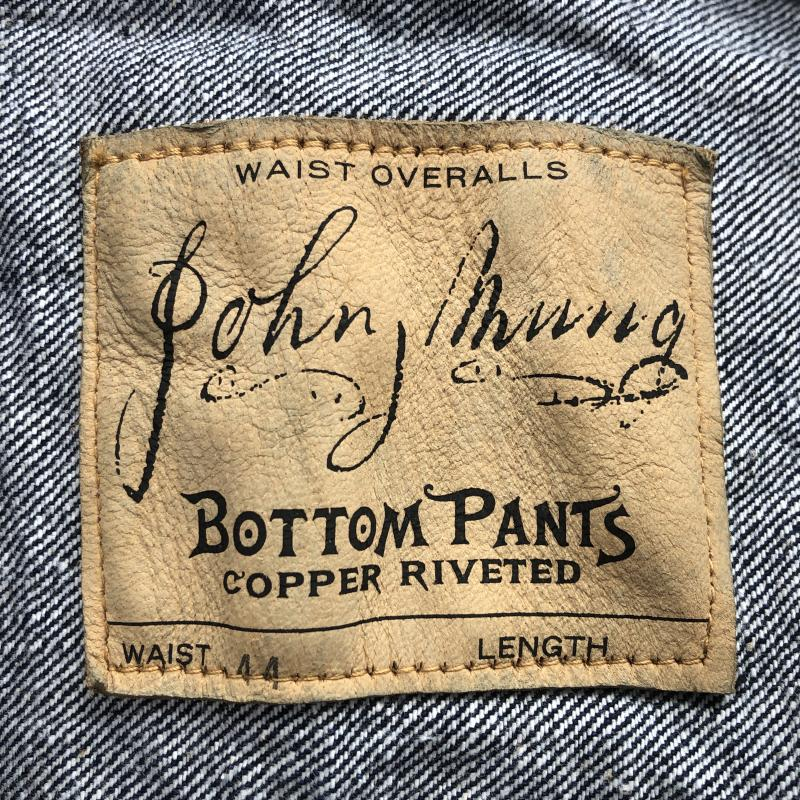 WAIST OVERALLS
John Mung
BOTTOM PANTS
COPPER RIVETED
WAIST 44 LENGTH